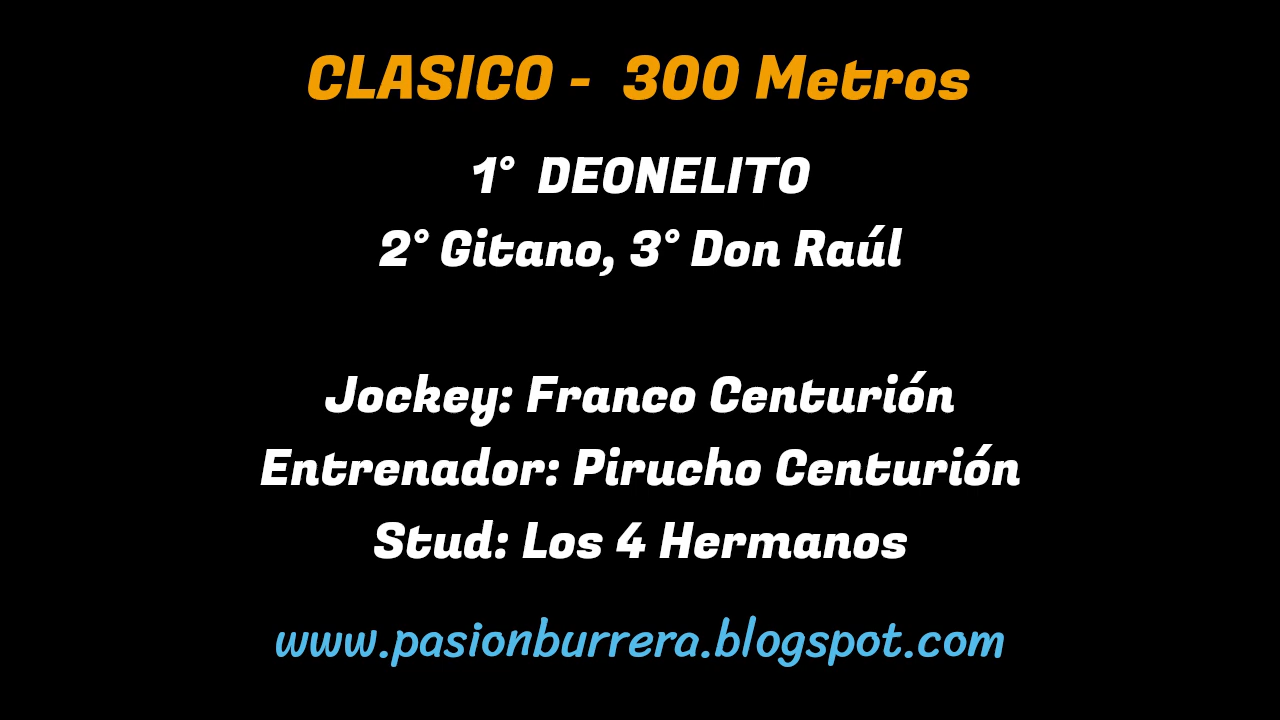 CLASICO - 300 Metros
1° DEONELITO
2° Gitano, 3° Don Raúl
Jockey: Franco Centurión
Entrenador: Pirucho Centurión
Stud: Los 4 Hermanos
www.pasionburrera.blogspot.com